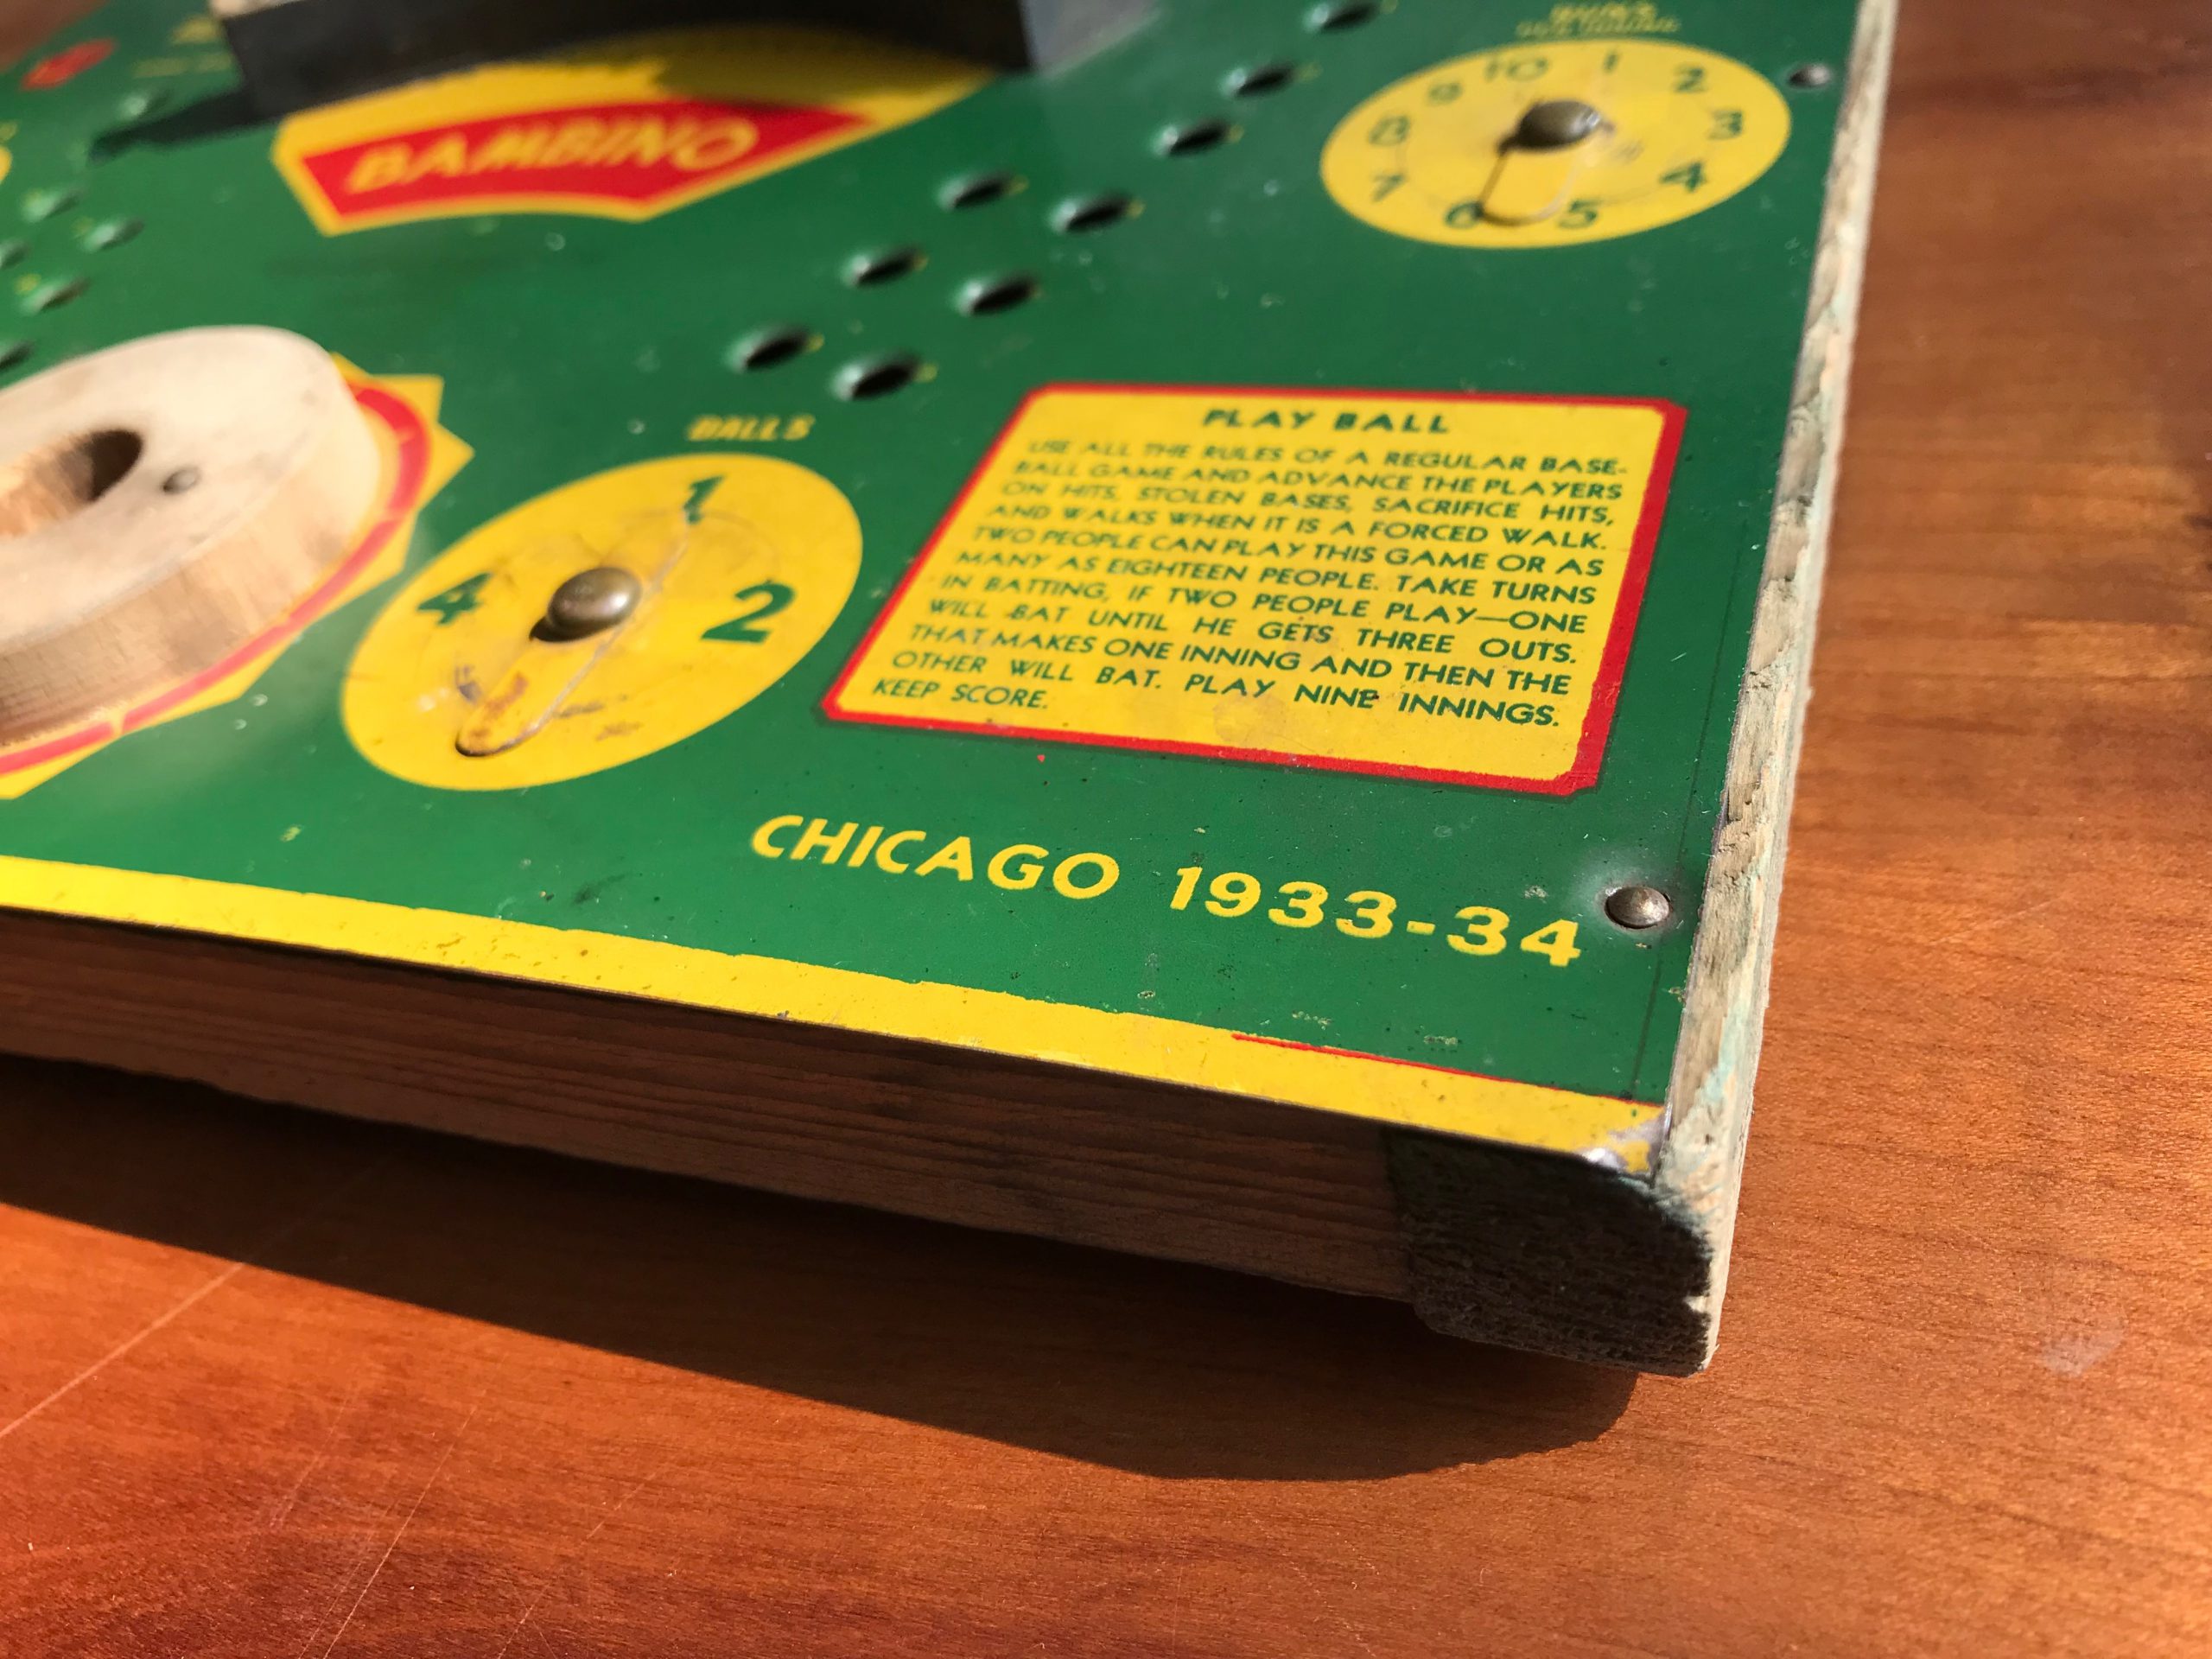 BAMBINO
10 1 2 3 4 5 6 7 8 9
BALLS
1
2
4
PLAY BALL
USE ALL THE RULES OF A REGULAR BASE-
BALL GAME AND ADVANCE THE PLAYERS
ON HITS, STOLEN BASES, SACRIFICE HITS,
AND WALKS WHEN IT IS A FORCED WALK.
TWO PEOPLE CAN PLAY THIS GAME OR AS
MANY AS EIGHTEEN PEOPLE. TAKE TURNS
IN BATTING, IF TWO PEOPLE PLAY—ONE
WILL BAT UNTIL HE GETS THREE OUTS.
THAT MAKES ONE INNING AND THEN THE
OTHER WILL BAT. PLAY NINE INNINGS.
KEEP SCORE.
CHICAGO 1933-34